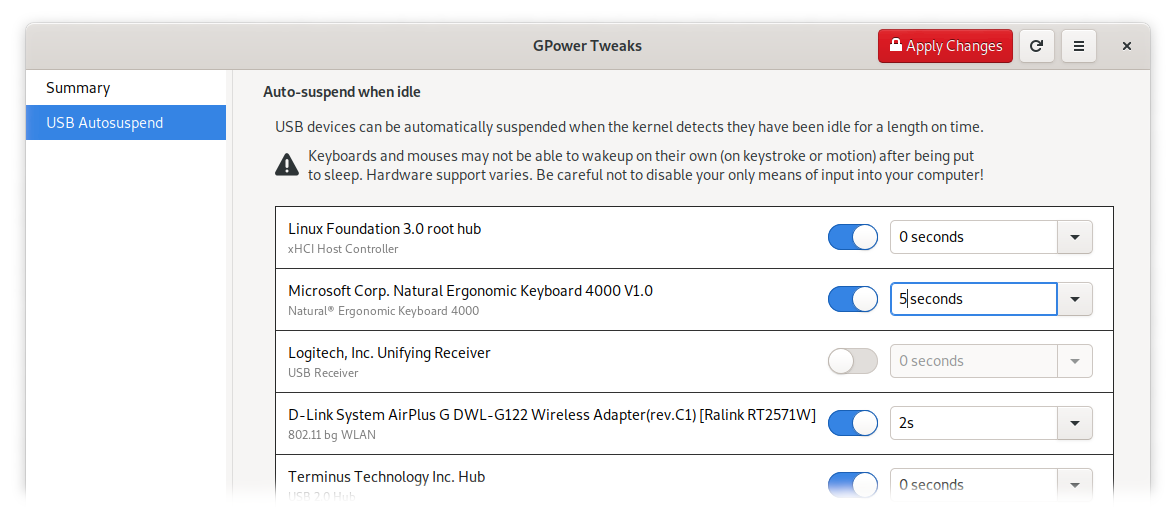 GPower Tweaks
Apply Changes
Summary
USB Autosuspend
Auto-suspend when idle
USB devices can be automatically suspended when the kernel detects they have been idle for a length on time.
Keyboards and mouses may not be able to wakeup on their own (on keystroke or motion) after being put
to sleep. Hardware support varies. Be careful not to disable your only means of input into your computer!
Linux Foundation 3.0 root hub
xHCI Host Controller
0 seconds
Microsoft Corp. Natural Ergonomic Keyboard 4000 V1.0
Natural® Ergonomic Keyboard 4000
5 seconds
Logitech, Inc. Unifying Receiver
USB Receiver
0 seconds
D-Link System AirPlus G DWL-G122 Wireless Adapter(rev.C1) [Ralink RT2571W]
802.11 bg WLAN
2s
Terminus Technology Inc. Hub
USB 2.0 Hub
0 seconds